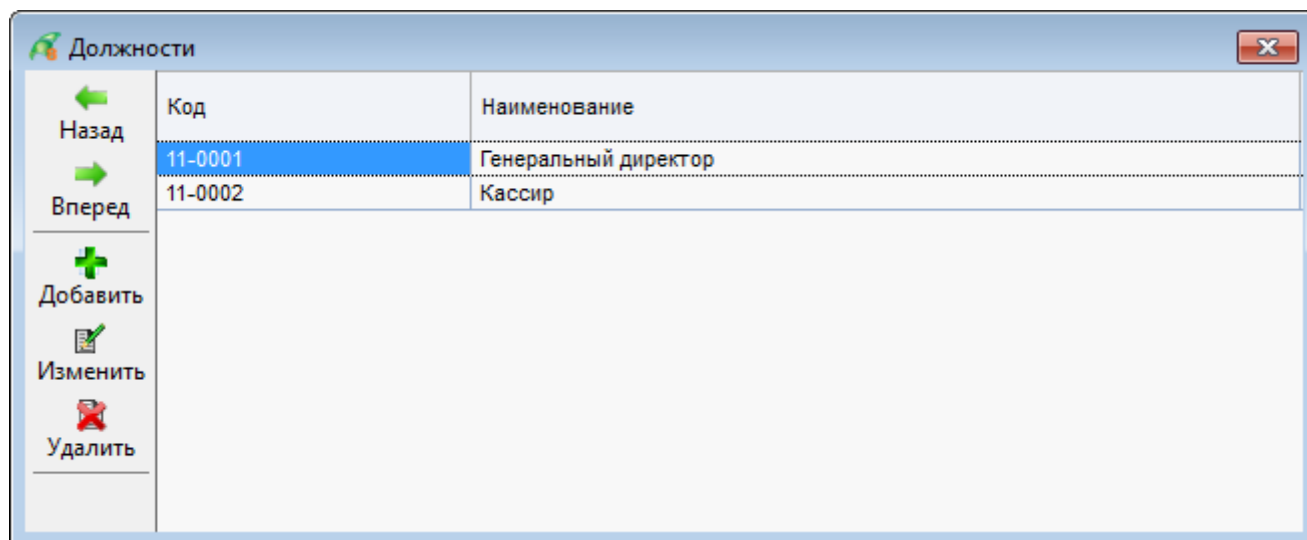 Должности
Назад
Вперед
Добавить
Изменить
Удалить
Код Наименование
11-0001 Генеральный директор
11-0002 Кассир